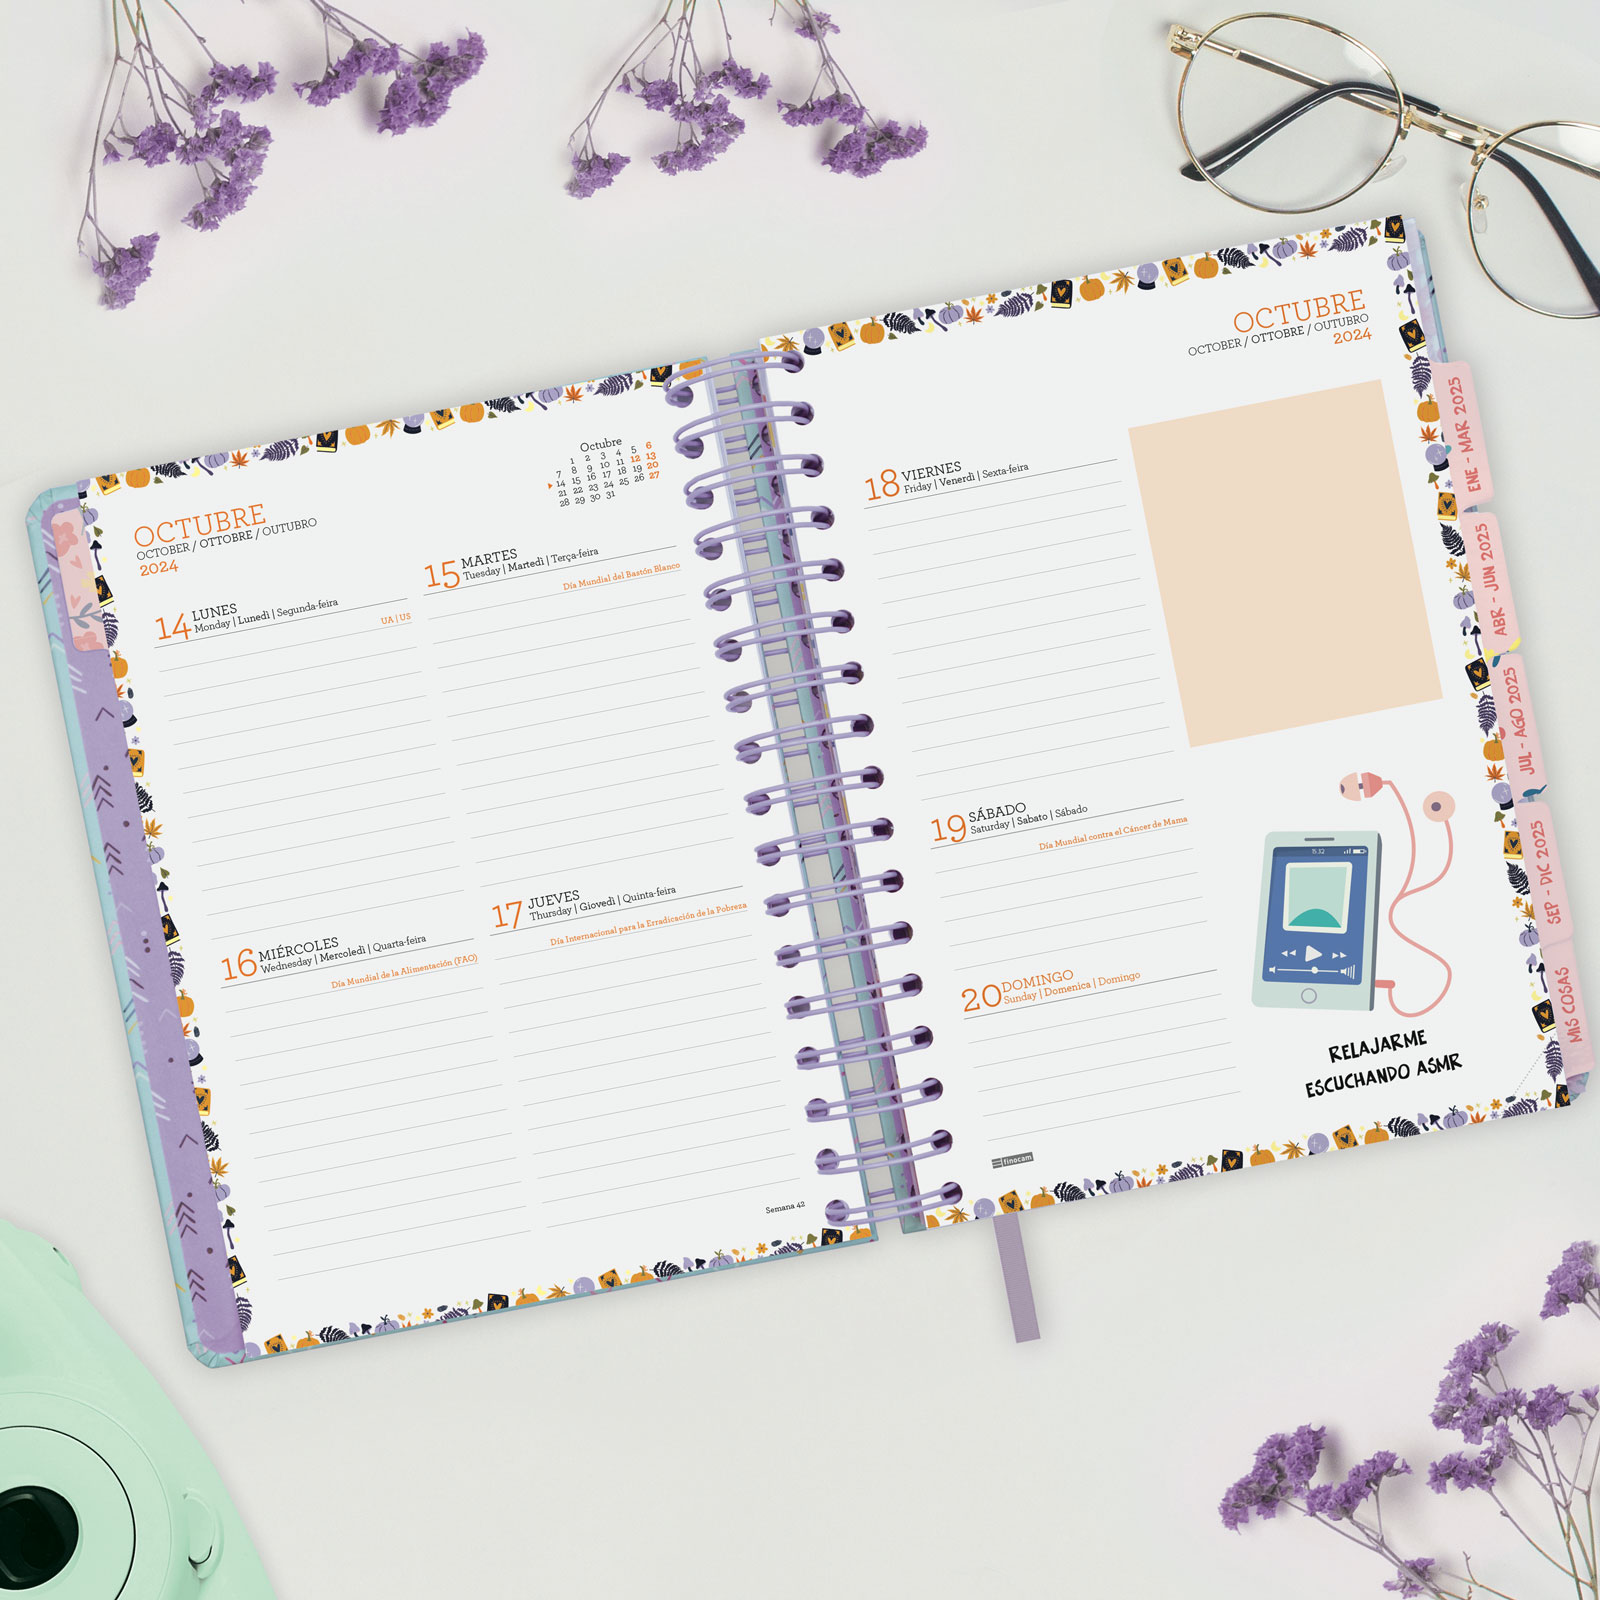 OCTUBRE
OCTOBER / OTTOBRE / OUTUBRO
2024
Octubre
1 2 3 4 5 6
7 8 9 10 11 12 13
14 15 16 17 18 19 20
21 22 23 24 25 26 27
28 29 30 31
14 LUNES
Monday | Lunedì | Segunda-feira
UA | US
15 MARTES
Tuesday | Martedì | Terça-feira
Día Mundial del Bastón Blanco
16 MIÉRCOLES
Wednesday | Mercoledì | Quarta-feira
Día Mundial de la Alimentación (FAO)
17 JUEVES
Thursday | Giovedì | Quinta-feira
Día Internacional para la Erradicación de la Pobreza
Semana 42
OCTUBRE
OCTOBER / OTTOBRE / OUTUBRO
2024
18 VIERNES
Friday | Venerdì | Sexta-feira
19 SÁBADO
Saturday | Sabato | Sábado
Día Mundial contra el Cáncer de Mama
20 DOMINGO
Sunday | Domenica | Domingo
15:32
RELAJARME
ESCUCHANDO ASMR
finocam
ENE - MAR 2025
ABR - JUN 2025
JUL - AGO 2025
SEP - DIC 2025
MIS COSAS